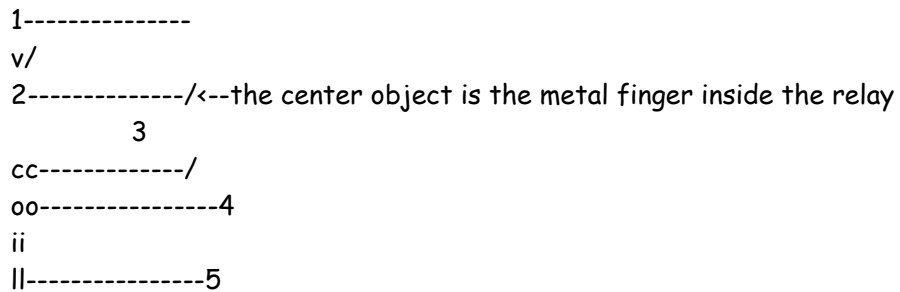 1---------------
v/
2--------------/<--the center object is the metal finger inside the relay
3
cc-------------/
oo----------------4
ii
ll----------------5